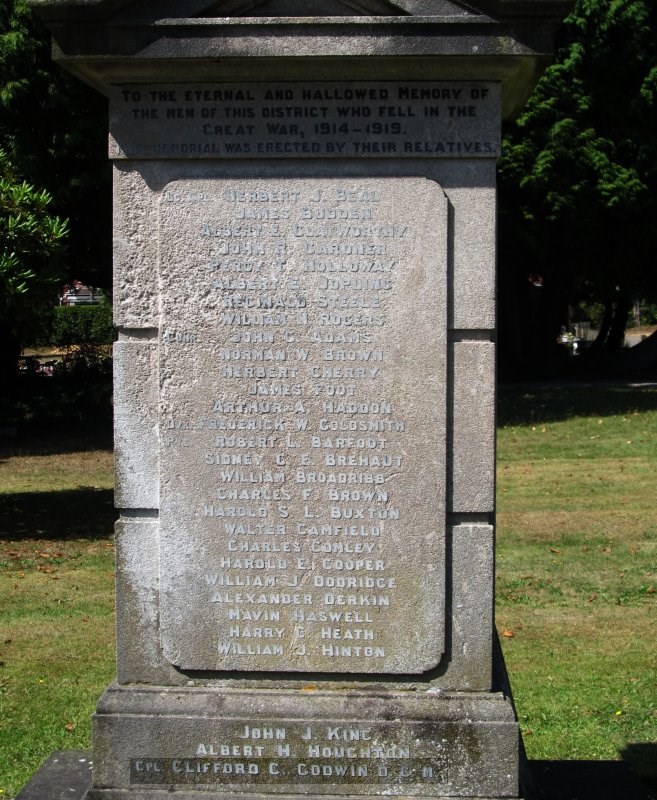 TO THE ETERNAL AND HALLOWED MEMORY OF
THE MEN OF THIS DISTRICT WHO FELL IN THE
GREAT WAR, 1914-1919.
MEMORIAL WAS ERECTED BY THEIR RELATIVES.
HERBERT J. BEAL
JAMES BUDDEN
ALBERT E. CLATWORTHY
JOHN R. GARDNER
PERCY HOLLOWAY
ALBERT E. JOPLING
REGINALD STEELE
WILLIAM ROGERS
JOHN C. ADAMS
NORMAN W. BROWN
HERBERT CHERRY
JAMES FOOT
ARTHUR A. HADDON
FREDERICK W. GOLDSMITH
PTE. ROBERT L. BARFOOT
SIDNEY C. E. BREHAUT
WILLIAM BROADRIBB
CHARLES F. BROWN
HAROLD S. L. BUXTON
WALTER CAMFIELD
CHARLES COMLEY
HAROLD E. COOPER
WILLIAM J. DODRIDGE
ALEXANDER DERKIN
MAVIN HASWELL
HARRY C. HEATH
WILLIAM J. HINTON
JOHN J. KING
ALBERT H. HOUGHTON
CPL CLIFFORD C. GODWIN D.C.M.